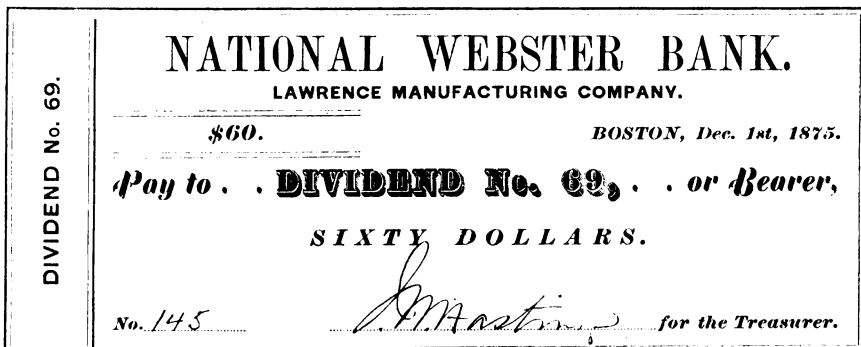 DIVIDEND No. 69.
NATIONAL WEBSTER BANK.
LAWRENCE MANUFACTURING COMPANY.
$60.
BOSTON, Dec. 1st, 1875.
Pay to . . DIVIDEND No. 69, . . or Bearer,
SIXTY DOLLARS.
No. 145 for the Treasurer.